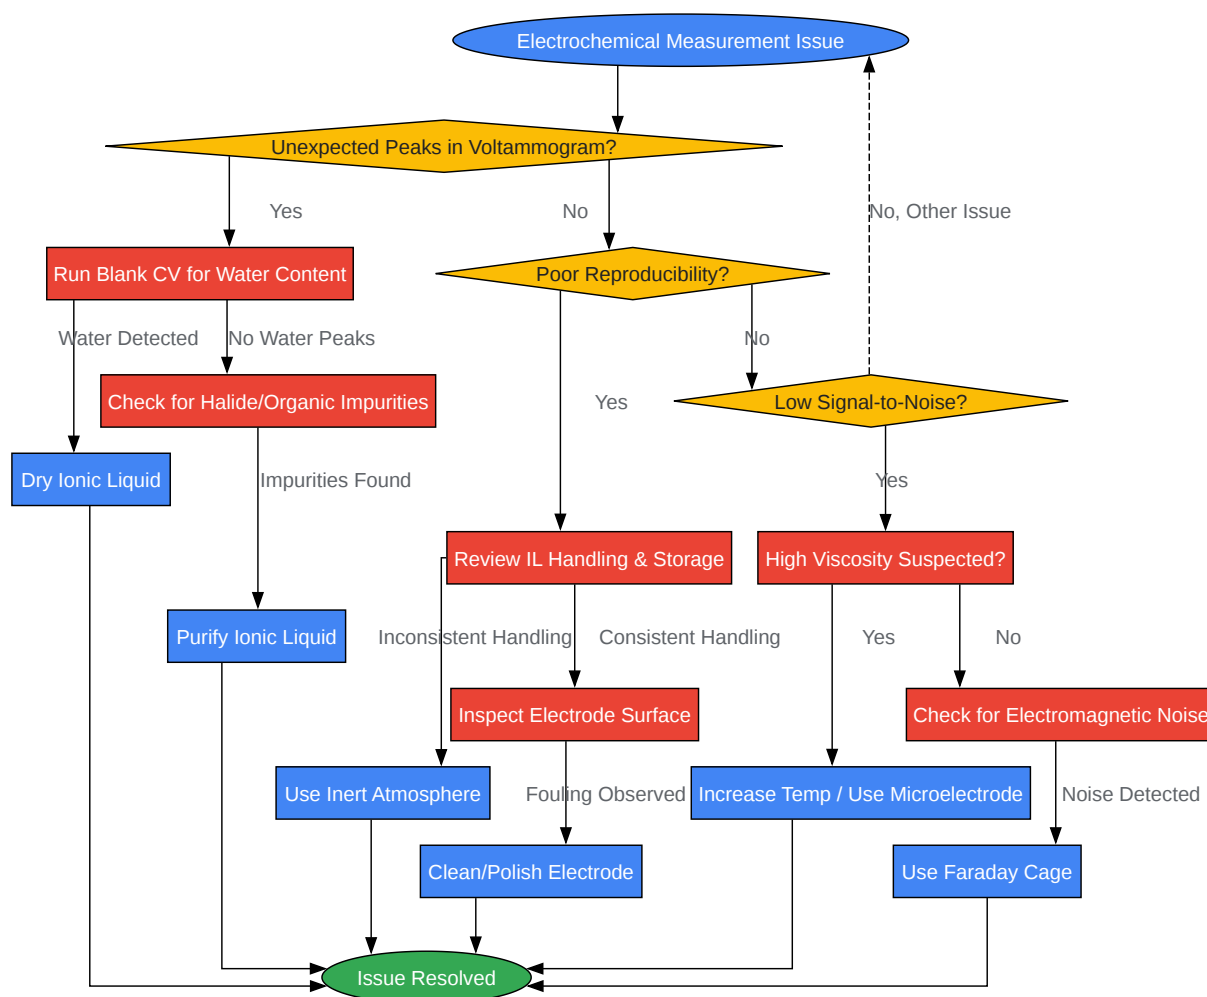 Electrochemical Measurement Issue
Unexpected Peaks in Voltammogram?
Yes
No
No, Other Issue
Run Blank CV for Water Content
Poor Reproducibility?
Water Detected
No Water Peaks
No
Check for Halide/Organic Impurities
Yes
Low Signal-to-Noise?
Dry Ionic Liquid
Impurities Found
Yes
Review IL Handling & Storage
High Viscosity Suspected?
Purify Ionic Liquid
Inconsistent Handling
Consistent Handling
Yes
No
Inspect Electrode Surface
Check for Electromagnetic Noise
Use Inert Atmosphere
Fouling Observed
Increase Temp / Use Microelectrode
Noise Detected
Clean/Polish Electrode
Use Faraday Cage
Issue Resolved